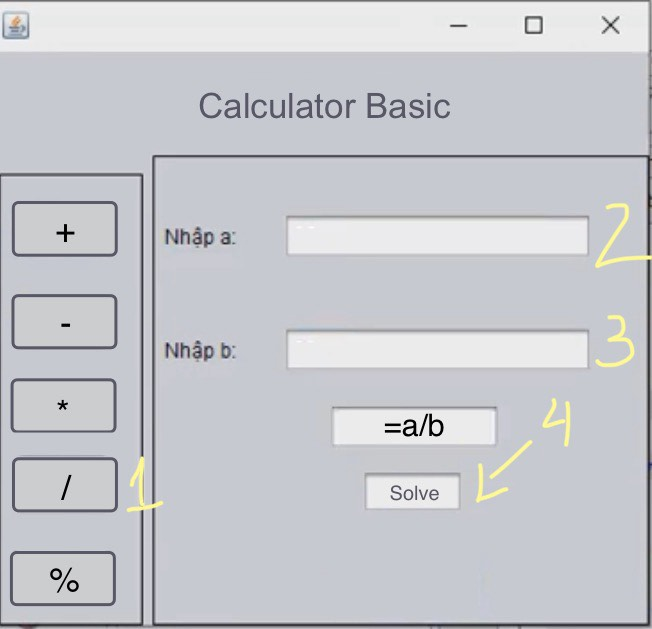 Calculator Basic
+
-
*
/
%
1
Nhập a:
2
Nhập b:
3
=a/b
4
Solve